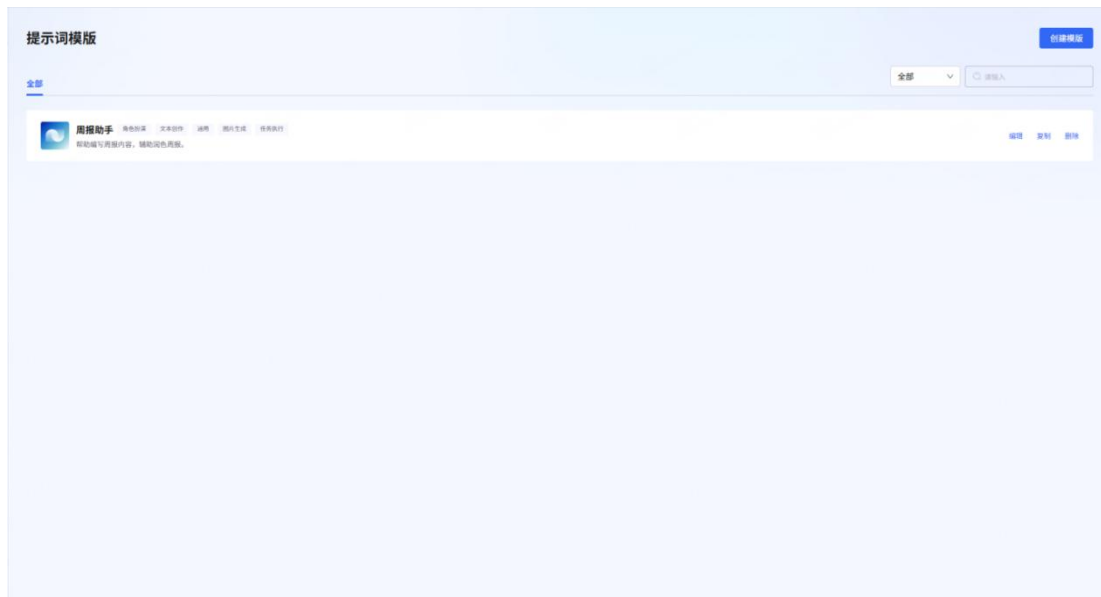 提示词模版
创建模版
全部
全部
请输入
周报助手 角色扮演 文本创作 通用 图片生成 任务执行
帮助编写周报内容，辅助润色周报。
编辑 复制 删除